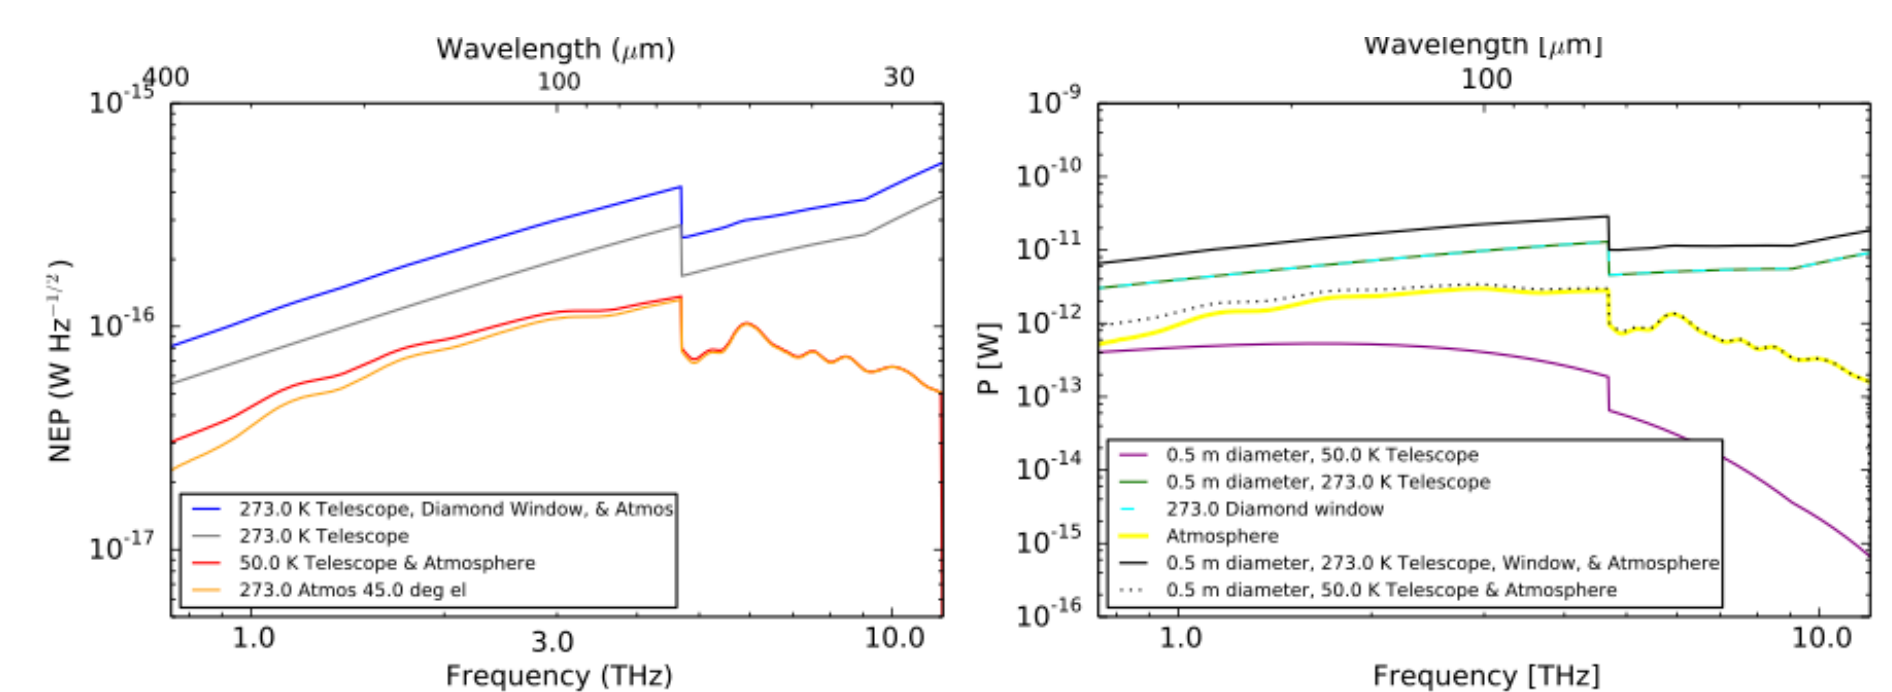 Wavelength (μm)
400
100
30
10^-15
10^-16
10^-17
NEP (W Hz^−1/2)
273.0 K Telescope, Diamond Window, & Atmos
273.0 K Telescope
50.0 K Telescope & Atmosphere
273.0 Atmos 45.0 deg el
1.0
3.0
10.0
Frequency (THz)
Wavelength [μm]
100
10^-9
10^-10
10^-11
10^-12
10^-13
10^-14
10^-15
10^-16
P [W]
0.5 m diameter, 50.0 K Telescope
0.5 m diameter, 273.0 K Telescope
273.0 Diamond window
Atmosphere
0.5 m diameter, 273.0 K Telescope, Window, & Atmosphere
0.5 m diameter, 50.0 K Telescope & Atmosphere
1.0
10.0
Frequency [THz]